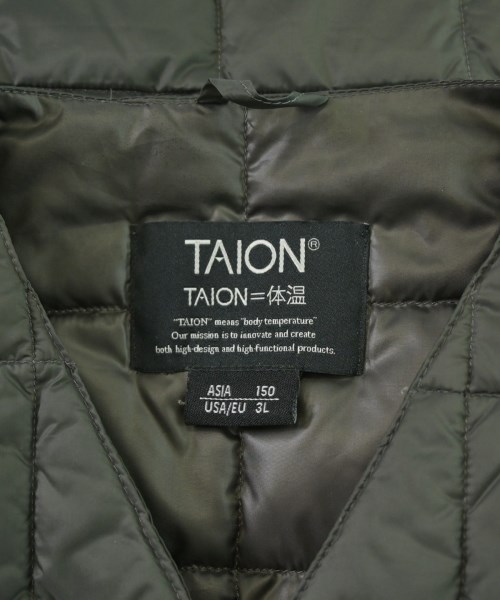 TAION®
TAION=体温
"TAION" means "body temperature"
Our mission is to innovate and create
both high-design and high-functional products.
ASIA 150
USA/EU 3L